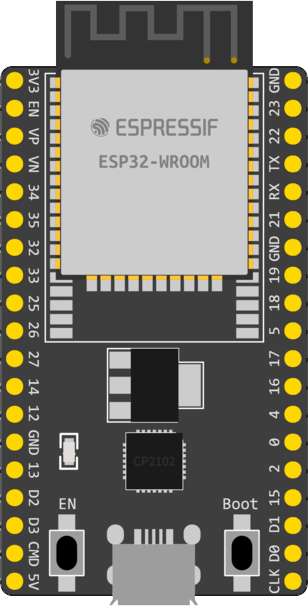 3V3
EN
VP
VN
34
35
32
33
25
26
27
14
12
GND
13
D2
D3
CMD
5V
ESPRESSIF
ESP32-WROOM
CP2102
EN
Boot
GND
23
22
TX
RX
21
GND
19
18
5
17
16
4
0
2
15
D1
D0
CLK